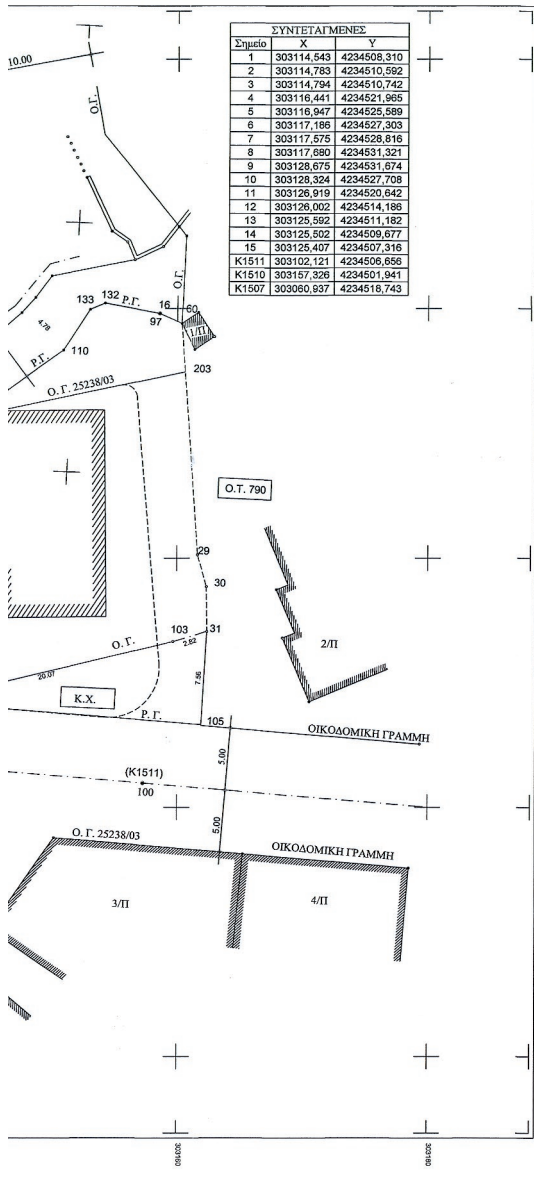 ΣΥΝΤΕΤΑΓΜΕΝΕΣ
Σημείο X Y
1 303114,543 4234508,310
2 303114,783 4234510,592
3 303114,794 4234510,742
4 303116,441 4234521,965
5 303116,947 4234525,589
6 303117,186 4234527,303
7 303117,575 4234528,816
8 303117,680 4234531,321
9 303128,675 4234531,674
10 303128,324 4234527,708
11 303126,919 4234520,642
12 303126,002 4234514,186
13 303125,592 4234511,182
14 303125,502 4234509,677
15 303125,407 4234507,316
K1511 303102,121 4234506,656
K1510 303157,326 4234501,941
K1507 303060,937 4234518,743
10.00
Ο.Γ.
Ο.Γ.
133 132 Ρ.Γ. 16 60
97
1/Π
4.78
110
Ρ.Γ.
203
Ο. Γ. 25238/03
Ο.Τ. 790
29
30
31
103
Ο. Γ.
2.82
2/Π
20.07
7.56
Κ.Χ.
Ρ. Γ.
105
ΟΙΚΟΔΟΜΙΚΗ ΓΡΑΜΜΗ
5.00
(K1511)
100
5.00
Ο. Γ. 25238/03
ΟΙΚΟΔΟΜΙΚΗ ΓΡΑΜΜΗ
3/Π
4/Π
303160
303180